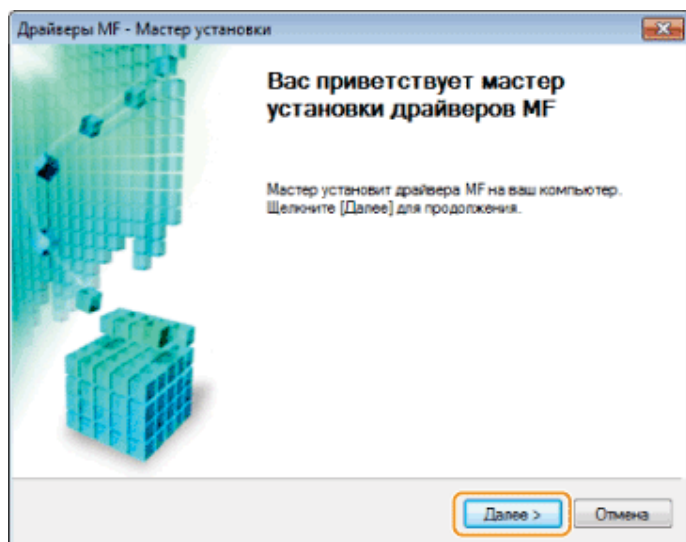 Драйверы MF - Мастер установки
Вас приветствует мастер
установки драйверов MF
Мастер установит драйвера MF на ваш компьютер.
Щелкните [Далее] для продолжения.
Далее >
Отмена